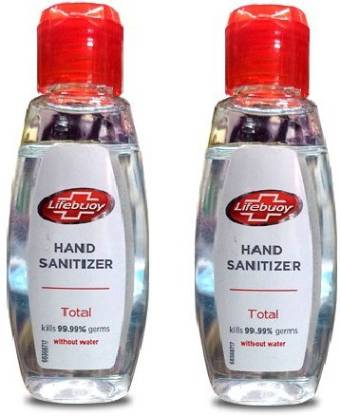 Lifebuoy
HAND
SANITIZER
Total
kills 99.99% germs
without water
Lifebuoy
HAND
SANITIZER
Total
kills 99.99% germs
without water